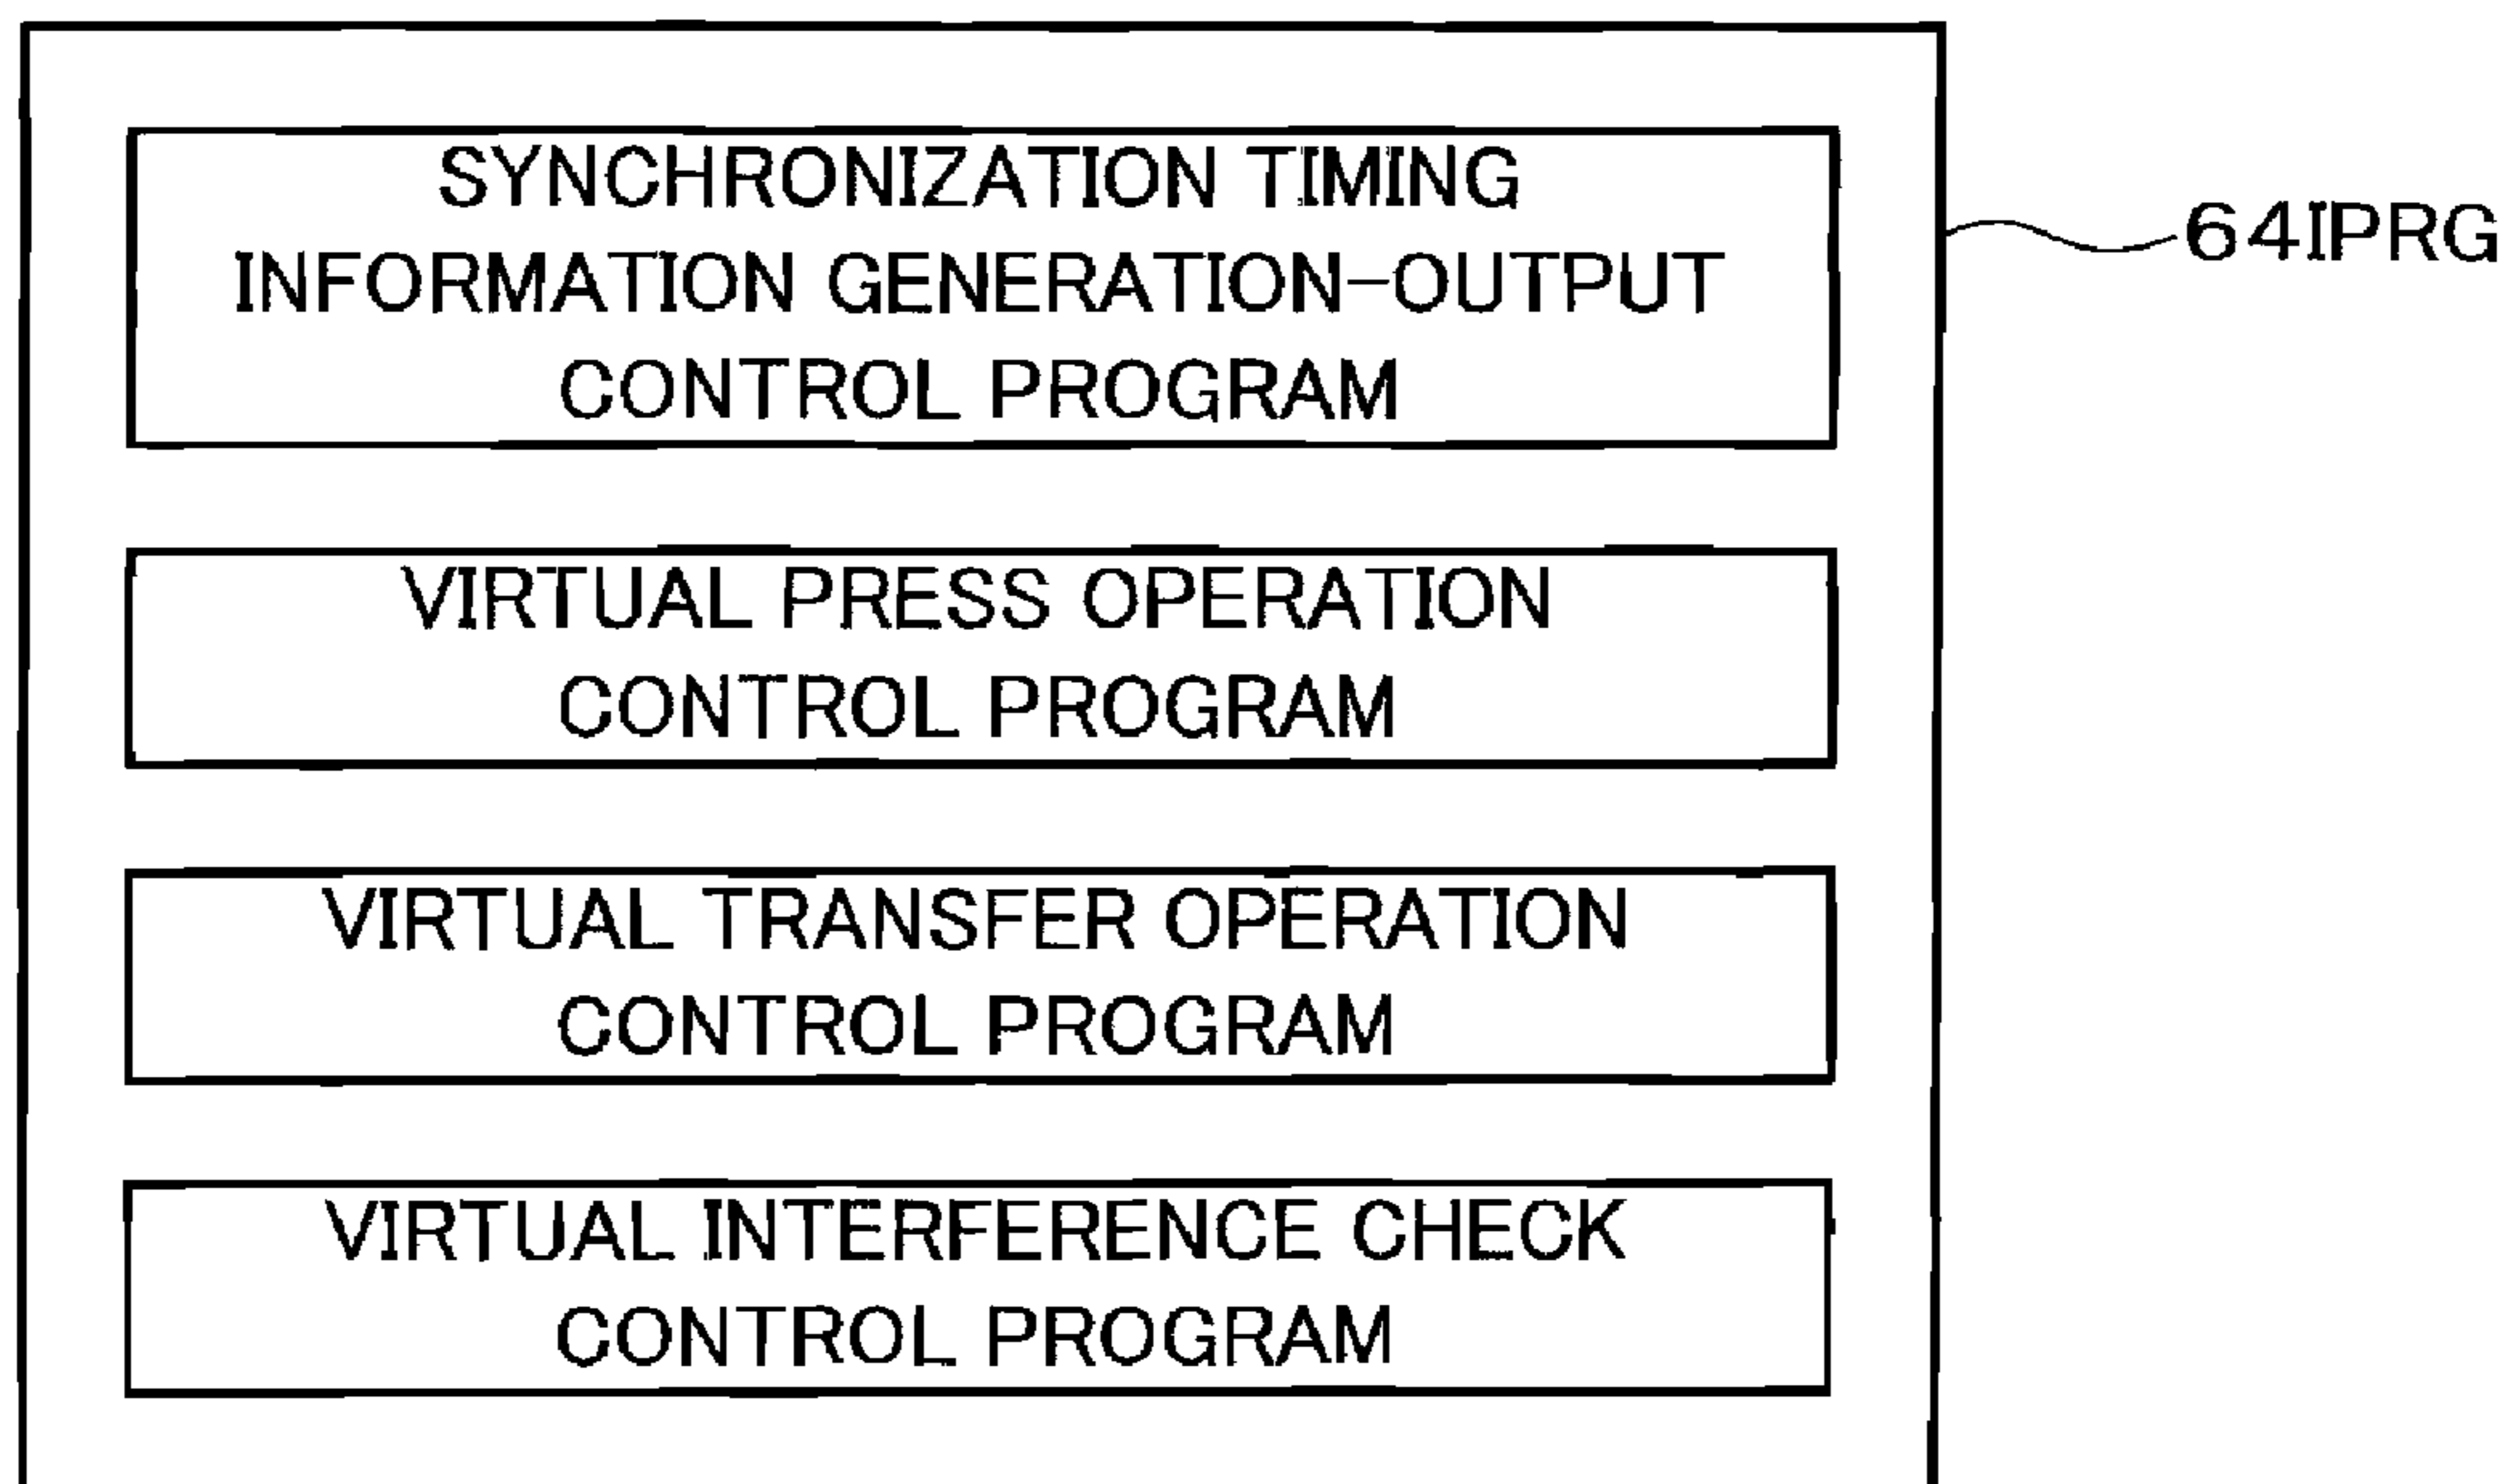 SYNCHRONIZATION TIMING
INFORMATION GENERATION-OUTPUT
CONTROL PROGRAM
64IPRG
VIRTUAL PRESS OPERATION
CONTROL PROGRAM
VIRTUAL TRANSFER OPERATION
CONTROL PROGRAM
VIRTUAL INTERFERENCE CHECK
CONTROL PROGRAM